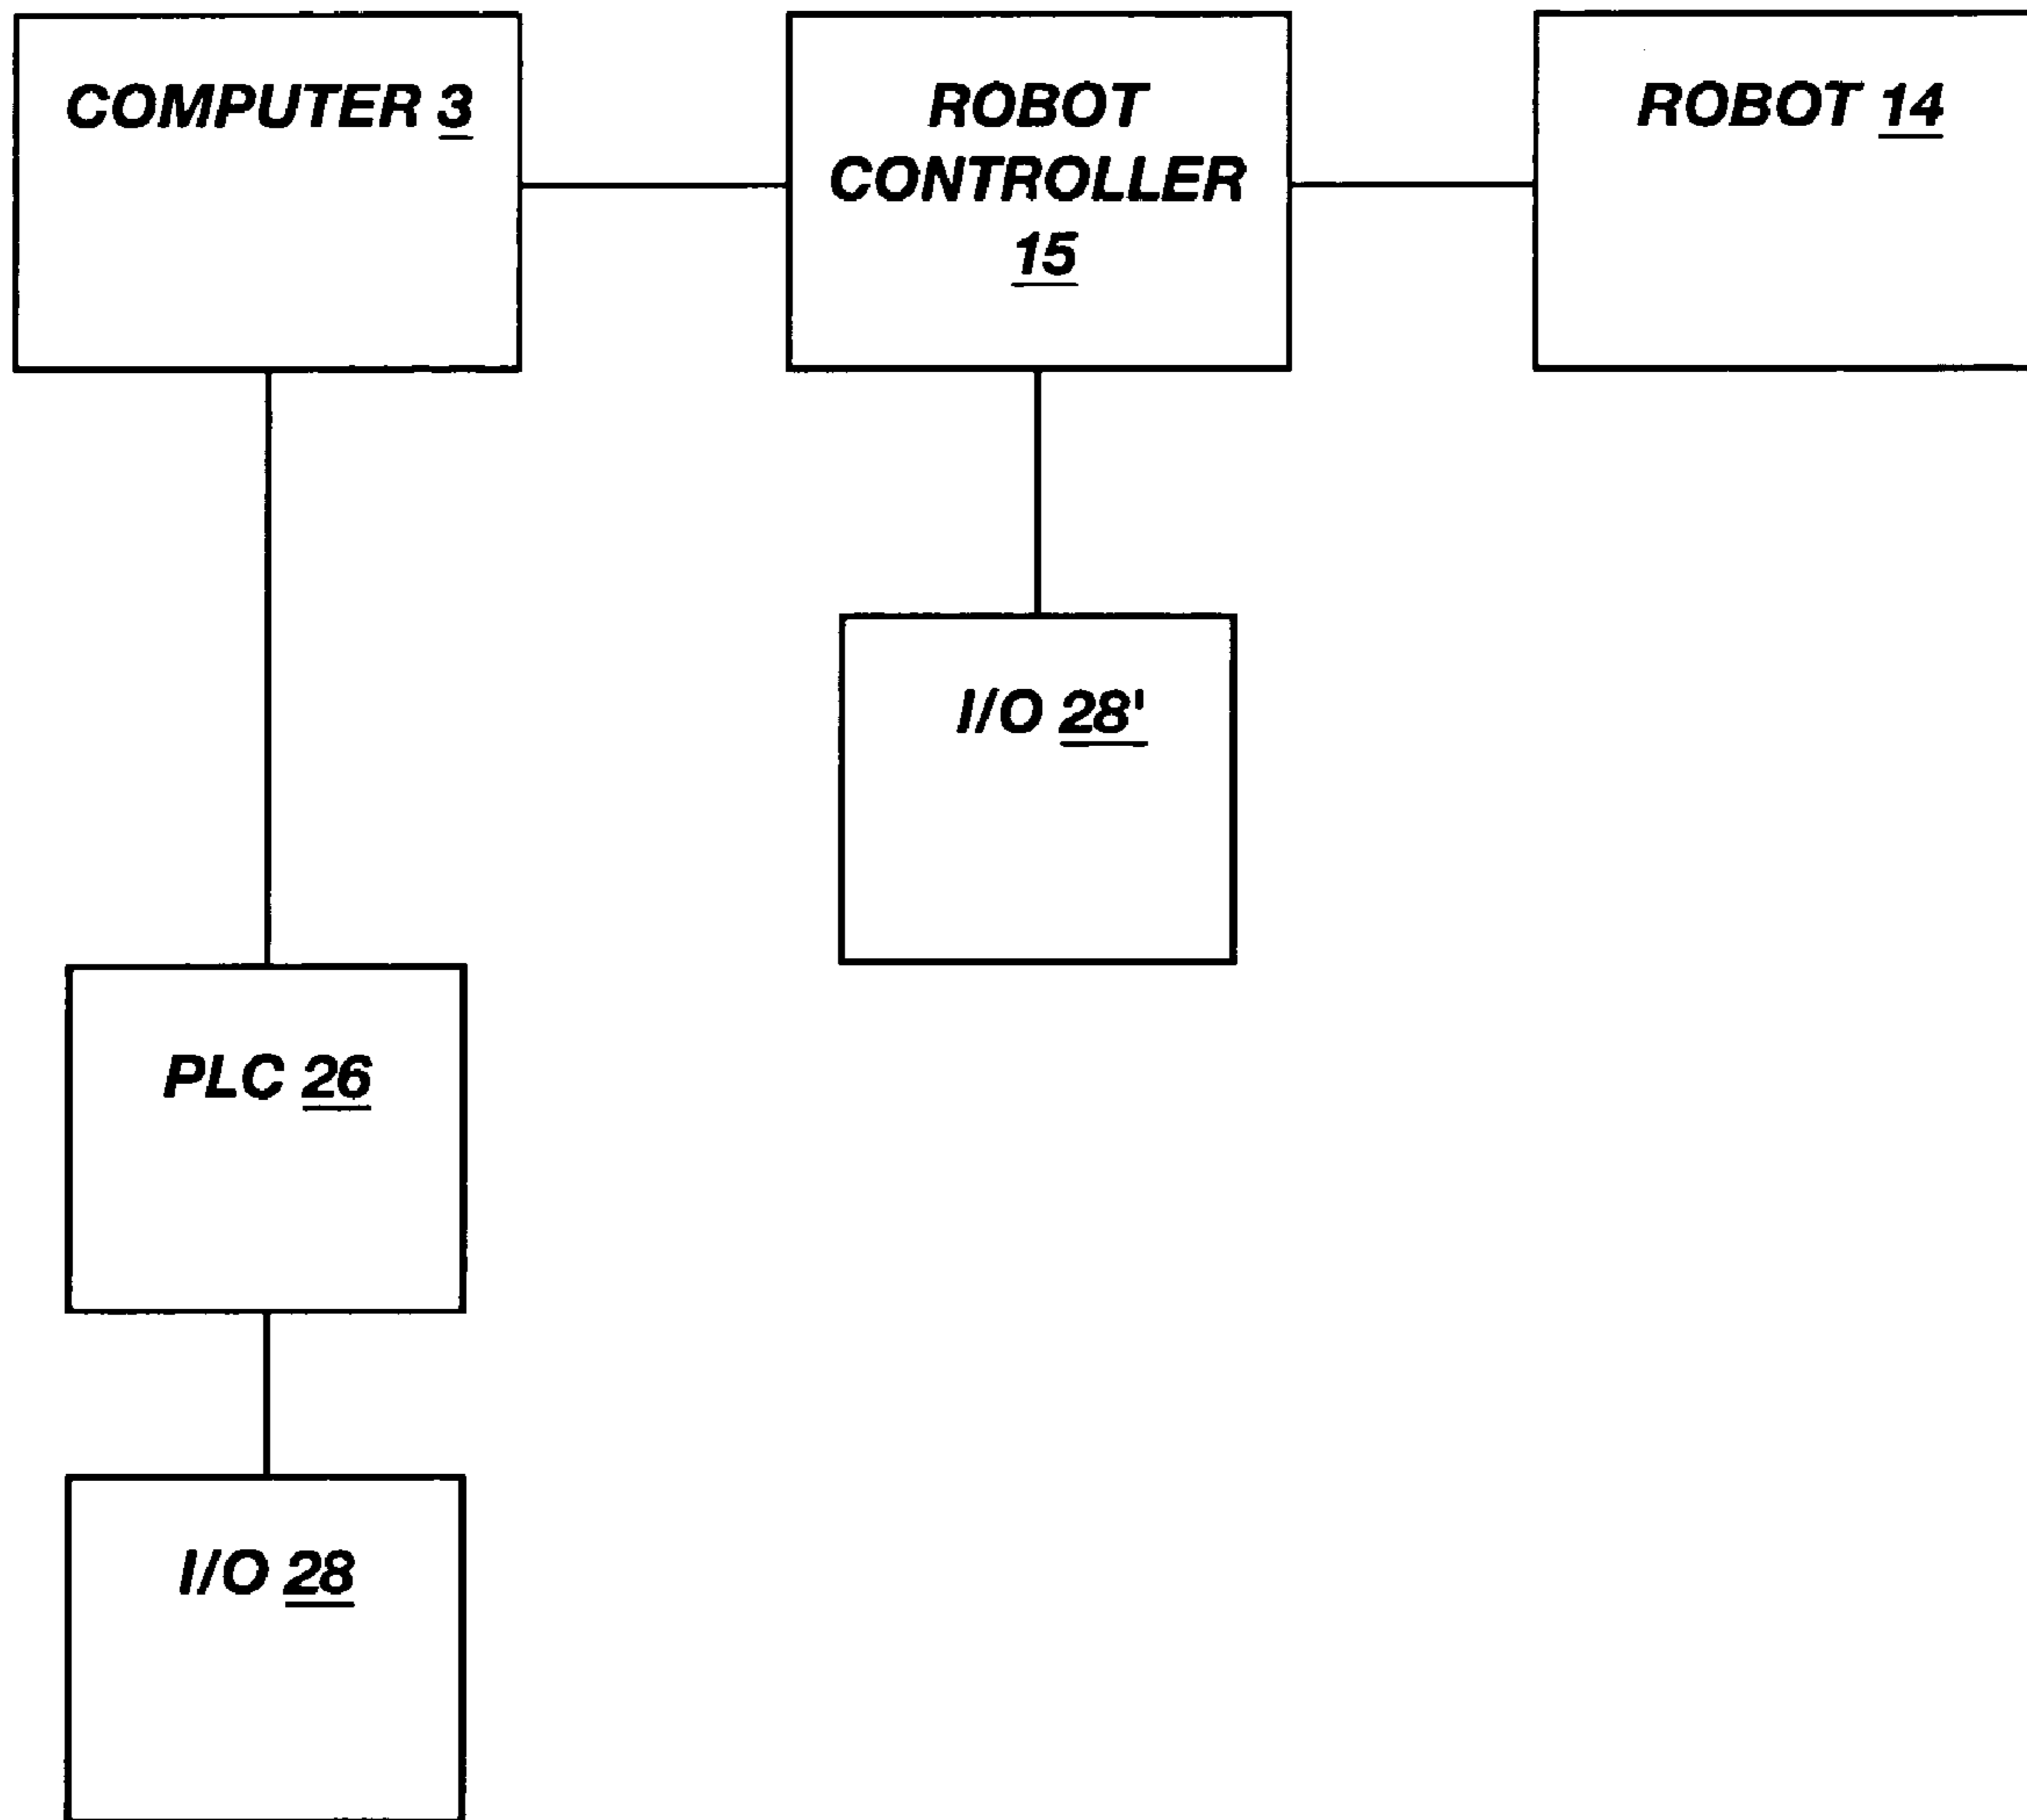 COMPUTER 3
ROBOT
CONTROLLER
15
ROBOT 14
I/O 28'
PLC 26
I/O 28